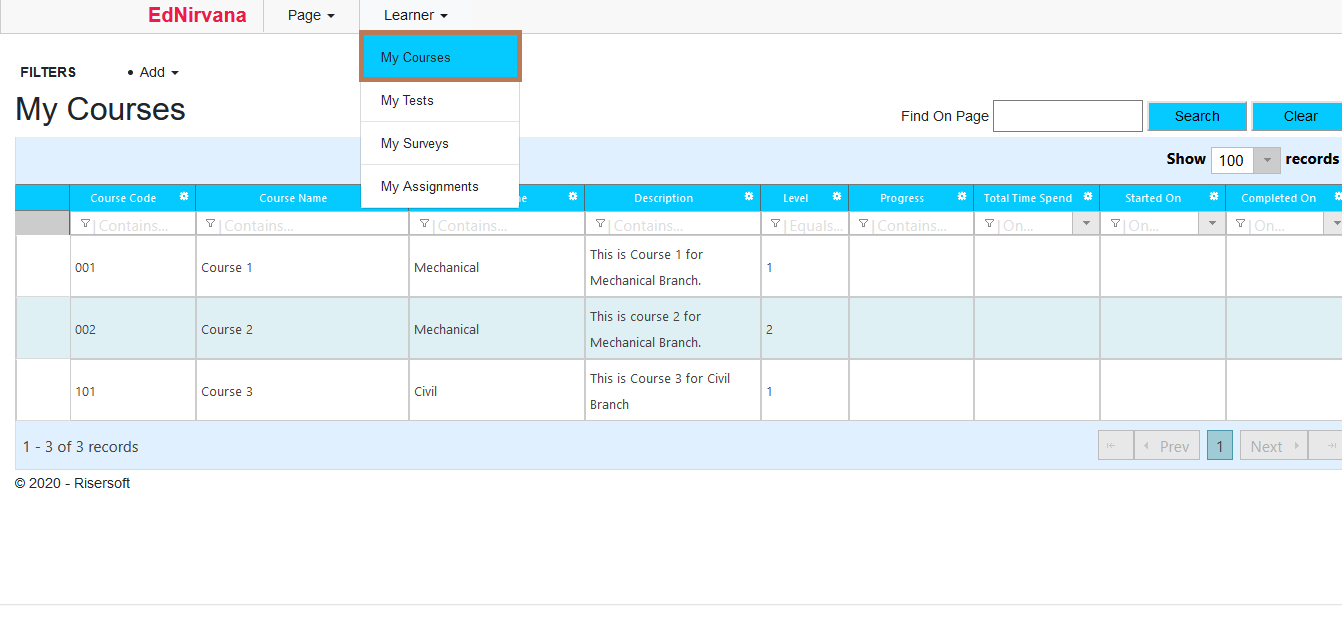 EdNirvana Page Learner
My Courses
My Tests
My Surveys
My Assignments
FILTERS • Add
My Courses
Find On Page Search Clear
Show 100 records
Course Code Course Name e Description Level Progress Total Time Spend Started On Completed On
Contains... Contains... Contains... Contains... Equals... Contains... On... On... On...
001 Course 1 Mechanical This is Course 1 for Mechanical Branch. 1
002 Course 2 Mechanical This is course 2 for Mechanical Branch. 2
101 Course 3 Civil This is Course 3 for Civil Branch 1
1 - 3 of 3 records Prev 1 Next
© 2020 - Risersoft